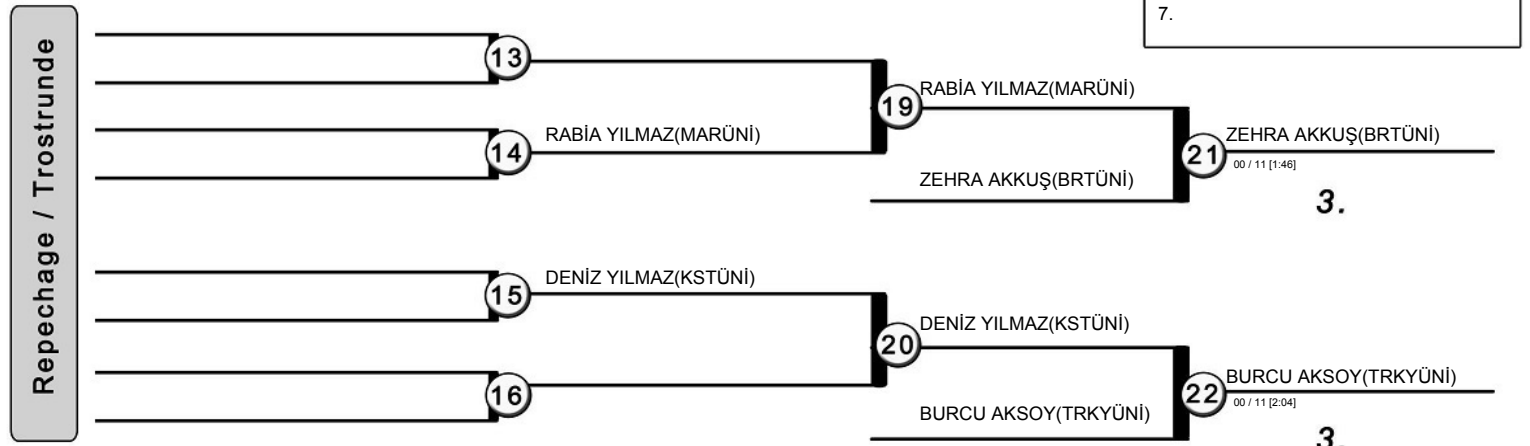 Repechage / Trostrunde
7.
13
RABİA YILMAZ(MARÜNİ)
19
RABİA YILMAZ(MARÜNİ)
14
ZEHRA AKKUŞ(BRTÜNİ)
21
ZEHRA AKKUŞ(BRTÜNİ)
00 / 11 [1:46]
3.
DENİZ YILMAZ(KSTÜNİ)
15
DENİZ YILMAZ(KSTÜNİ)
20
16
BURCU AKSOY(TRKYÜNİ)
22
BURCU AKSOY(TRKYÜNİ)
00 / 11 [2:04]
3.